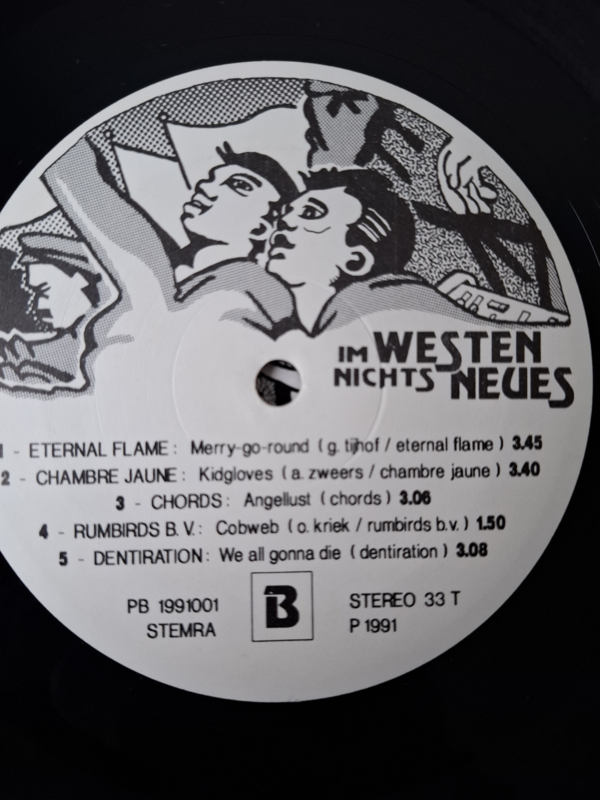 IM WESTEN
NICHTS NEUES
1 - ETERNAL FLAME: Merry-go-round (g. tijhof / eternal flame) 3.45
2 - CHAMBRE JAUNE: Kidgloves (a. zweers / chambre jaune) 3.40
3 - CHORDS: Angellust (chords) 3.06
4 - RUMBIRDS B.V.: Cobweb (o. kriek / rumbirds b.v.) 1.50
5 - DENTIRATION: We all gonna die (dentiration) 3.08
PB 1991001
STEMRA
B
STEREO 33 T
P 1991